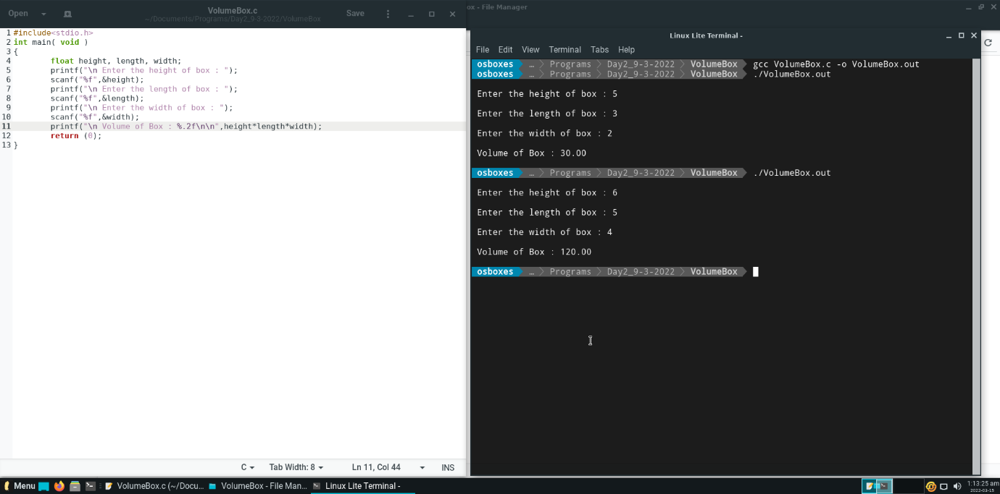 Open
VolumeBox.c
~/Documents/Programs/Day2_9-3-2022/VolumeBox
Save
1 #include<stdio.h>
2 int main( void )
3 {
4 float height, length, width;
5 printf("\n Enter the height of box : ");
6 scanf("%f",&height);
7 printf("\n Enter the length of box : ");
8 scanf("%f",&length);
9 printf("\n Enter the width of box : ");
10 scanf("%f",&width);
11 printf("\n Volume of Box : %.2f\n\n",height*length*width);
12 return (0);
13 }
C
Tab Width: 8
Ln 11, Col 44
INS
ox - File Manager
Linux Lite Terminal -
File Edit View Terminal Tabs Help
osboxes … Programs Day2_9-3-2022 VolumeBox gcc VolumeBox.c -o VolumeBox.out
osboxes … Programs Day2_9-3-2022 VolumeBox ./VolumeBox.out
Enter the height of box : 5
Enter the length of box : 3
Enter the width of box : 2
Volume of Box : 30.00
osboxes … Programs Day2_9-3-2022 VolumeBox ./VolumeBox.out
Enter the height of box : 6
Enter the length of box : 5
Enter the width of box : 4
Volume of Box : 120.00
osboxes … Programs Day2_9-3-2022 VolumeBox
Menu
VolumeBox.c (~/Docu...
VolumeBox - File Man...
Linux Lite Terminal -
1:13:25 am
2022-03-15